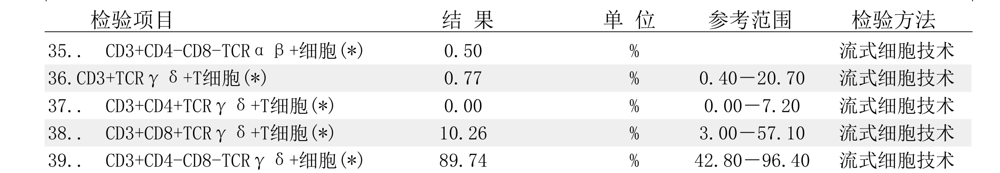 检验项目 结 果 单 位 参考范围 检验方法
35.. CD3+CD4-CD8-TCRα β+细胞(*) 0.50 % 流式细胞技术
36.CD3+TCRγ δ+T细胞(*) 0.77 % 0.40—20.70 流式细胞技术
37.. CD3+CD4+TCRγ δ+T细胞(*) 0.00 % 0.00—7.20 流式细胞技术
38.. CD3+CD8+TCRγ δ+T细胞(*) 10.26 % 3.00—57.10 流式细胞技术
39.. CD3+CD4-CD8-TCRγ δ+细胞(*) 89.74 % 42.80—96.40 流式细胞技术